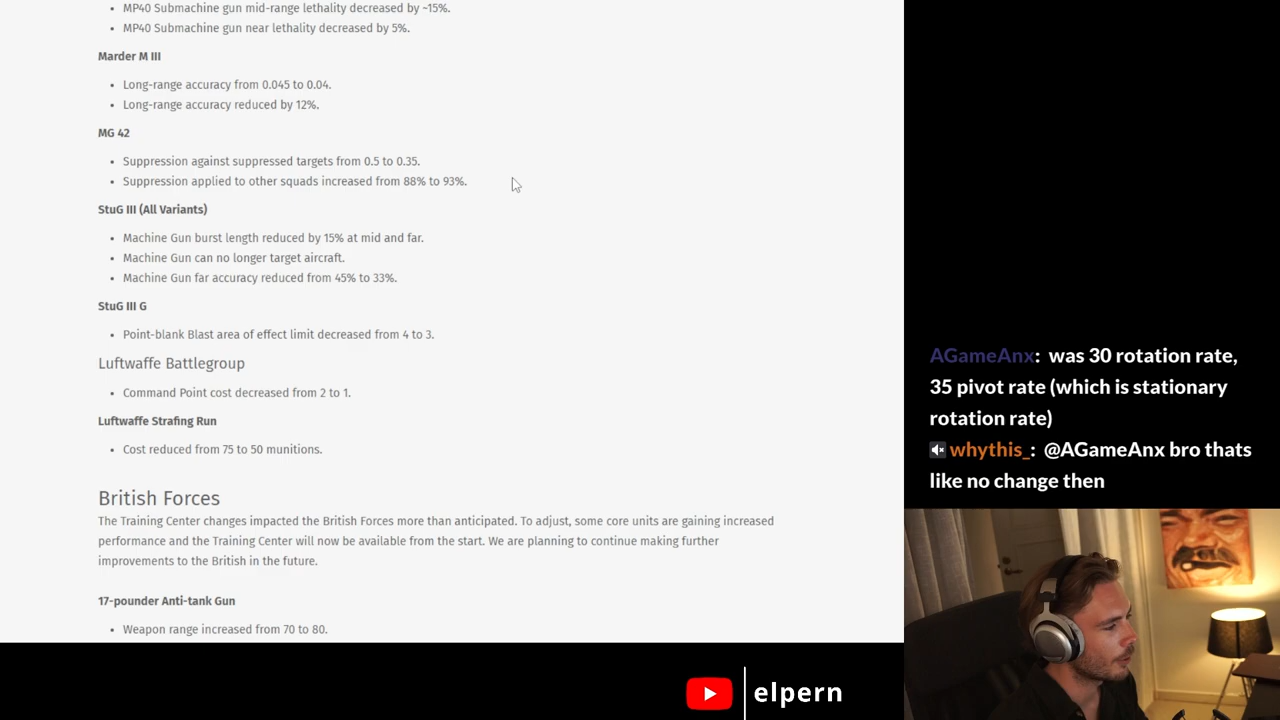 MP40 Submachine gun mid-range lethality decreased by ~15%.
MP40 Submachine gun near lethality decreased by 5%.
Marder M III
Long-range accuracy from 0.045 to 0.04.
Long-range accuracy reduced by 12%.
MG 42
Suppression against suppressed targets from 0.5 to 0.35.
Suppression applied to other squads increased from 88% to 93%.
StuG III (All Variants)
Machine Gun burst length reduced by 15% at mid and far.
Machine Gun can no longer target aircraft.
Machine Gun far accuracy reduced from 45% to 33%.
StuG III G
Point-blank Blast area of effect limit decreased from 4 to 3.
Luftwaffe Battlegroup
Command Point cost decreased from 2 to 1.
Luftwaffe Strafing Run
Cost reduced from 75 to 50 munitions.
British Forces
The Training Center changes impacted the British Forces more than anticipated. To adjust, some core units are gaining increased
performance and the Training Center will now be available from the start. We are planning to continue making further
improvements to the British in the future.
17-pounder Anti-tank Gun
Weapon range increased from 70 to 80.
AGameAnx: was 30 rotation rate,
35 pivot rate (which is stationary
rotation rate)
whythis_: @AGameAnx bro thats
like no change then
elpern